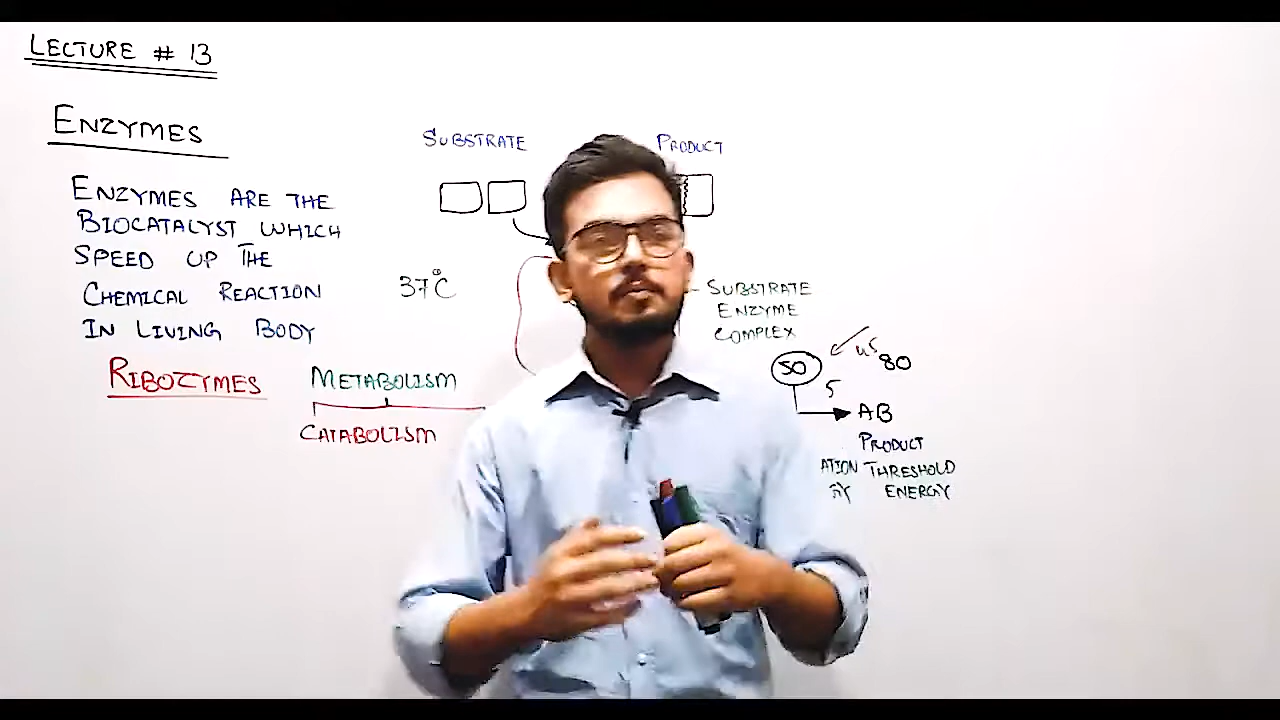 LECTURE # 13
ENZYMES
ENZYMES ARE THE
BIOCATALYST WHICH
SPEED UP THE
CHEMICAL REACTION
IN LIVING BODY
RIBOZYMES
METABOLISM
CATABOLISM
SUBSTRATE
PRODUCT
37°C
SUBSTRATE
ENZYME
COMPLEX
50
80
5
AB
PRODUCT
THRESHOLD
ENERGY